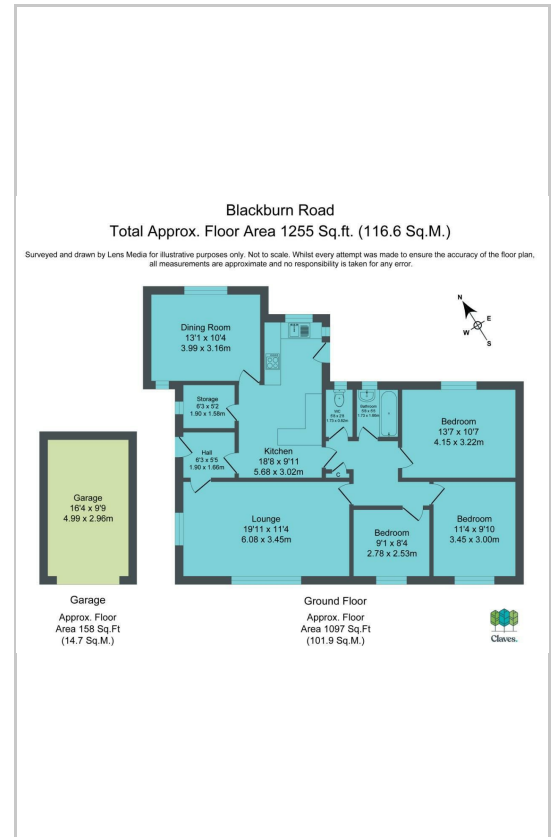 Blackburn Road
Total Approx. Floor Area 1255 Sq.ft. (116.6 Sq.M.)
Surveyed and drawn by Lens Media for illustrative purposes only. Not to scale. Whilst every attempt was made to ensure the accuracy of the floor plan,
all measurements are approximate and no responsibility is taken for any error.
N
E
W
S
Dining Room
13'1 x 10'4
3.99 x 3.16m
Storage
6'3 x 5'2
1.90 x 1.58m
WC
Bathroom
Bedroom
13'7 x 10'7
4.15 x 3.22m
Hall
6'3 x 5'5
1.90 x 1.66m
Kitchen
18'8 x 9'11
5.68 x 3.02m
C
Garage
16'4 x 9'9
4.99 x 2.96m
Lounge
19'11 x 11'4
6.08 x 3.45m
Bedroom
9'1 x 8'4
2.78 x 2.53m
Bedroom
11'4 x 9'10
3.45 x 3.00m
Garage
Approx. Floor
Area 158 Sq.Ft
(14.7 Sq.M.)
Ground Floor
Approx. Floor
Area 1097 Sq.Ft
(101.9 Sq.M.)
Claves.